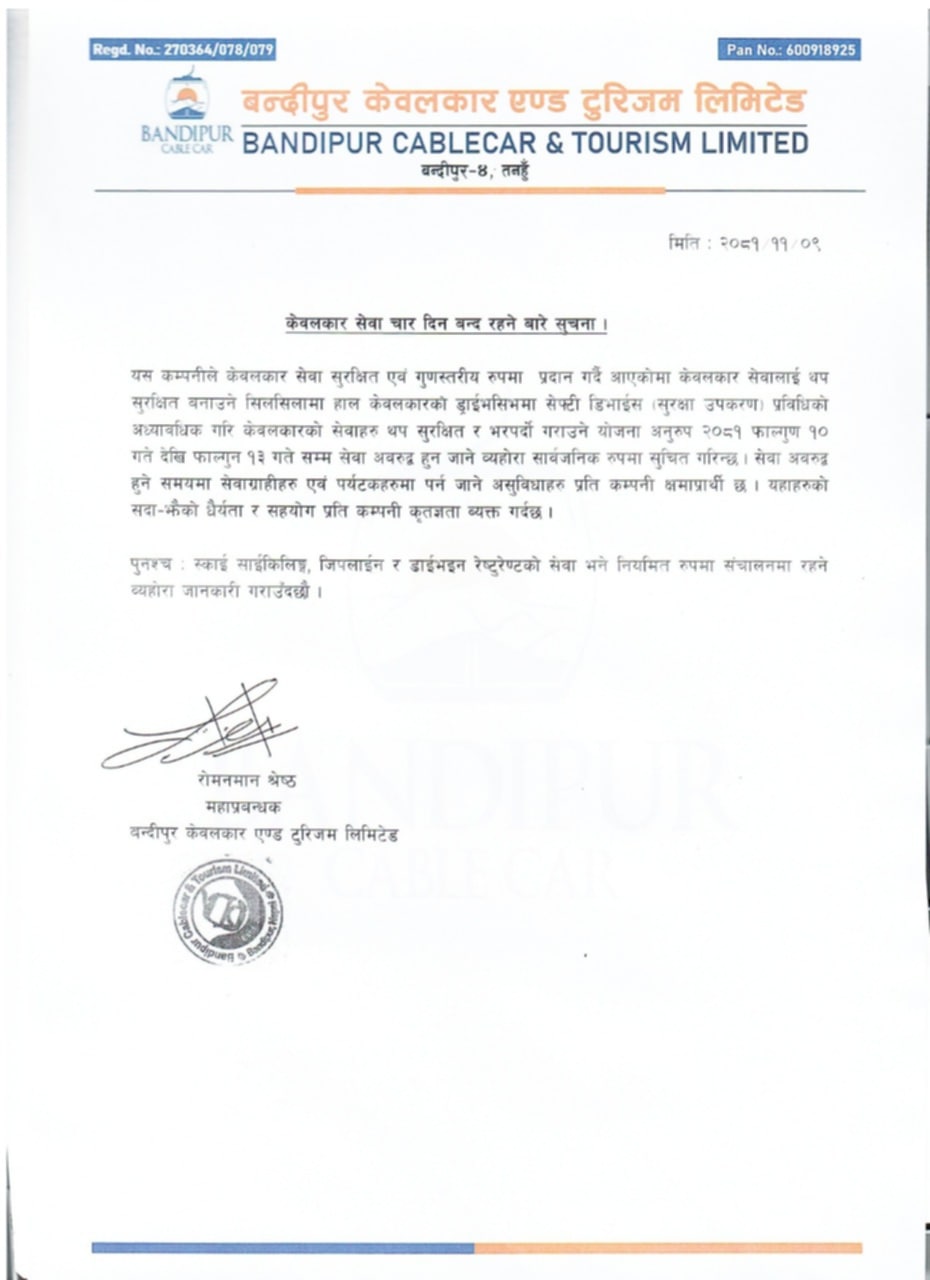 Regd. No.: 270364/078/079
Pan No.: 600918925
BANDIPUR
CABLE CAR
बन्दीपुर केवलकार एण्ड टुरिजम लिमिटेड
BANDIPUR CABLECAR & TOURISM LIMITED
बन्दीपुर-४, तनहुँ
मिति : २०८१/११/०९
केवलकार सेवा चार दिन बन्द रहने बारे सुचना ।
यस कम्पनीले केवलकार सेवा सुरक्षित एवं गुणस्तरीय रुपमा प्रदान गर्दै आएकोमा केवलकार सेवालाई थप
सुरक्षित बनाउने सिलसिलामा हाल केवलकारको ड्राईभसिभमा सेफ्टी डिभाईस (सुरक्षा उपकरण) प्रविधिको
अध्यावधिक गरि केवलकारको सेवाहरु थप सुरक्षित र भरपर्दो गराउने योजना अनुरुप २०८१ फाल्गुण १०
गते देखि फाल्गुन १३ गते सम्म सेवा अवरुद्ध हुन जाने व्यहोरा सार्वजनिक रुपमा सुचित गरिन्छ । सेवा अवरुद्ध
हुने समयमा सेवाग्राहीहरु एवं पर्यटकहरुमा पर्न जाने असुविधाहरु प्रति कम्पनी क्षमाप्रार्थी छ । यहाहरुको
सदा-झैको धैर्यता र सहयोग प्रति कम्पनी कृतज्ञता व्यक्त गर्दछ ।
पुनश्च : स्काई साईकिलिङ्ग, जिपलाईन र डाईभइन रेष्टुरेण्टको सेवा भने नियमित रुपमा संचालनमा रहने
व्यहोरा जानकारी गराउँदछौ ।
रोमनमान श्रेष्ठ
महाप्रबन्धक
बन्दीपुर केवलकार एण्ड टुरिजम लिमिटेड
Bandipur Cablecar & Tourism Limited
BANDIPUR
CABLE CAR